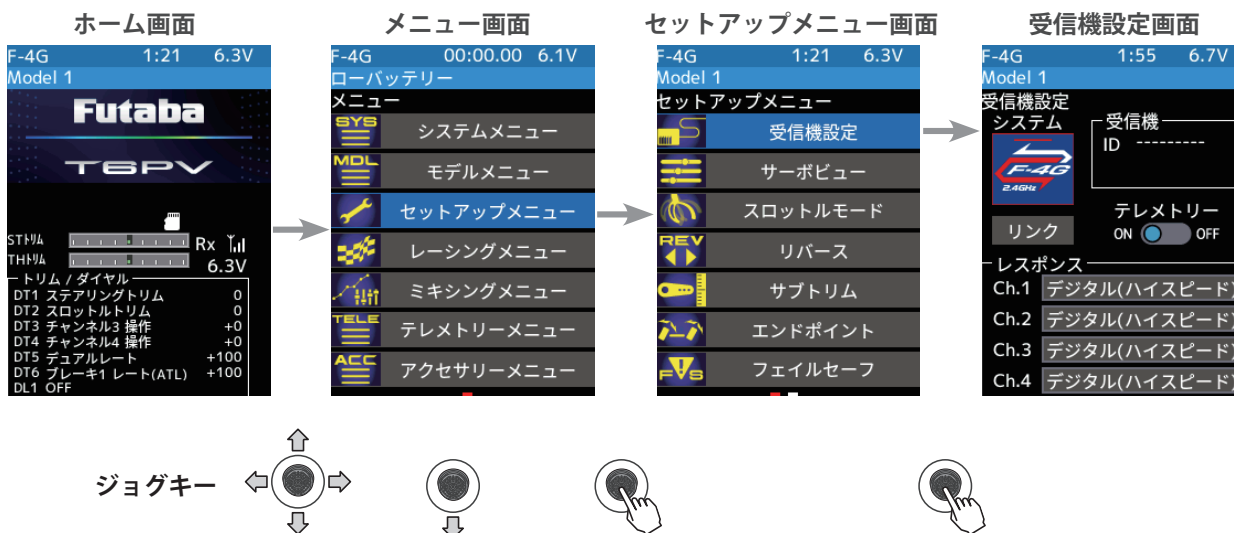 ホーム画面
F-4G 1:21 6.3V
Model 1
Futaba
T6PV
STトリム
Rx
THトリム
6.3V
トリム / ダイヤル
DT1 ステアリングトリム 0
DT2 スロットルトリム 0
DT3 チャンネル3 操作 +0
DT4 チャンネル4 操作 +0
DT5 デュアルレート +100
DT6 ブレーキ1 レート(ATL) +100
DL1 OFF
メニュー画面
F-4G 00:00.00 6.1V
ローバッテリー
メニュー
SYS システムメニュー
MDL モデルメニュー
セットアップメニュー
レーシングメニュー
ミキシングメニュー
TELE テレメトリーメニュー
ACC アクセサリーメニュー
セットアップメニュー画面
F-4G 1:21 6.3V
Model 1
セットアップメニュー
受信機設定
サーボビュー
スロットルモード
REV リバース
サブトリム
エンドポイント
F/S フェイルセーフ
受信機設定画面
F-4G 1:55 6.7V
Model 1
受信機設定
システム
F-4G
2.4GHz
受信機
ID ---------
リンク
テレメトリー
ON OFF
レスポンス
Ch.1 デジタル(ハイスピード)
Ch.2 デジタル(ハイスピード)
Ch.3 デジタル(ハイスピード)
Ch.4 デジタル(ハイスピード)
ジョグキー